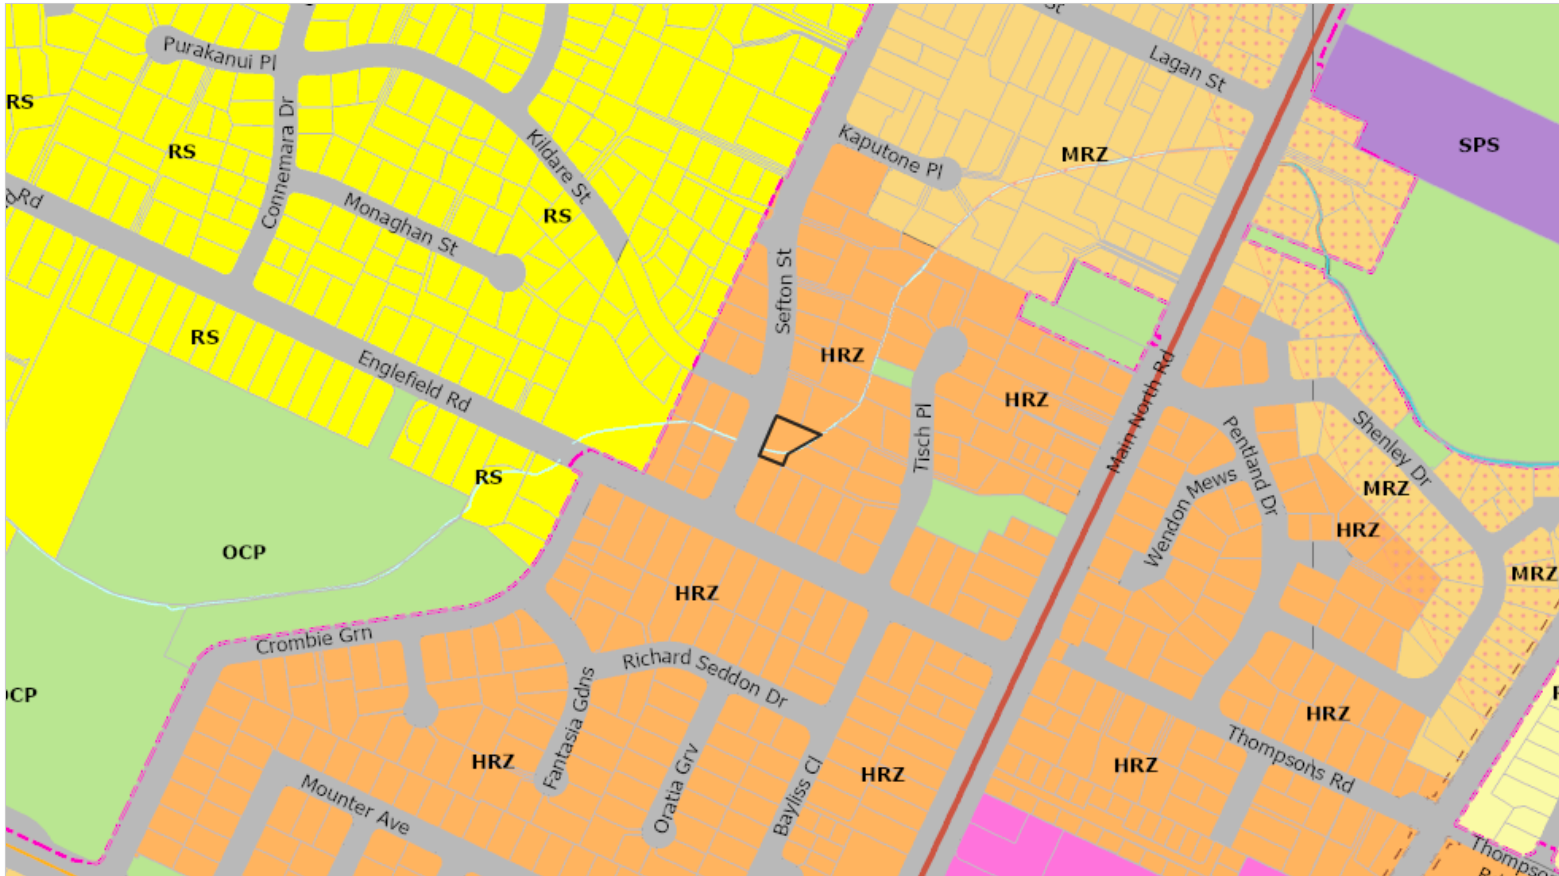 Lagan St
Purakanui Pl
RS
Connemara Dr
Kildare St
Kaputone Pl
MRZ
SPS
RS
Rd
Monaghan St
RS
Sefton St
RS
Englefield Rd
HRZ
HRZ
Main North Rd
Tisch Pl
Pentland Dr
Shenley Dr
RS
Wendon Mews
MRZ
HRZ
OCP
HRZ
MRZ
Crombie Grn
Richard Seddon Dr
Fantasia Gdns
HRZ
Thompsons Rd
HRZ
HRZ
HRZ
Mounter Ave
Oratia Grv
Bayliss Cl